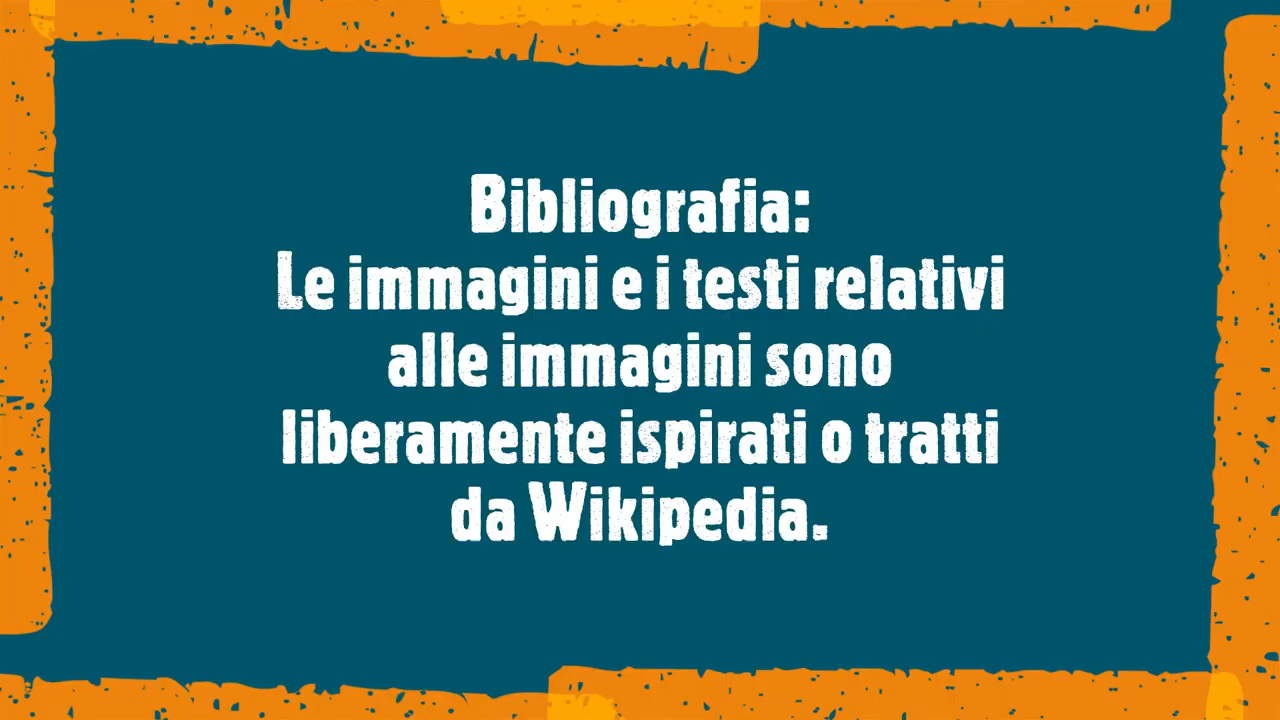 Bibliografia:
Le immagini e i testi relativi
alle immagini sono
liberamente ispirati o tratti
da Wikipedia.